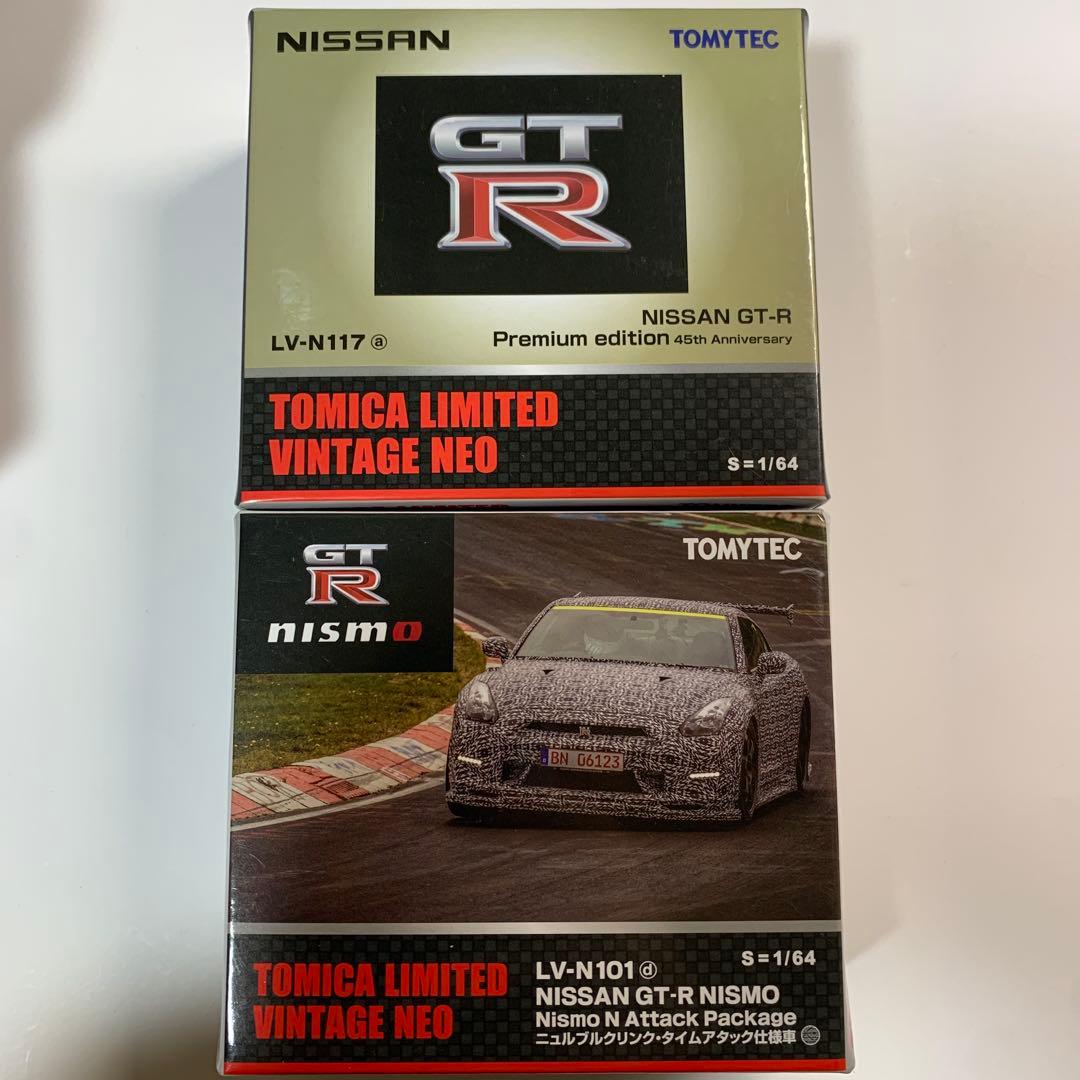 NISSAN
TOMYTEC
GT
R
NISSAN GT-R
LV-N117 ⓐ
Premium edition 45th Anniversary
TOMICA LIMITED
VINTAGE NEO
S=1/64
GT
R
nismo
TOMYTEC
BN 06123
TOMICA LIMITED
VINTAGE NEO
S=1/64
LV-N101 ⓓ
NISSAN GT-R NISMO
Nismo N Attack Package
ニュルブルクリンク・タイムアタック仕様車